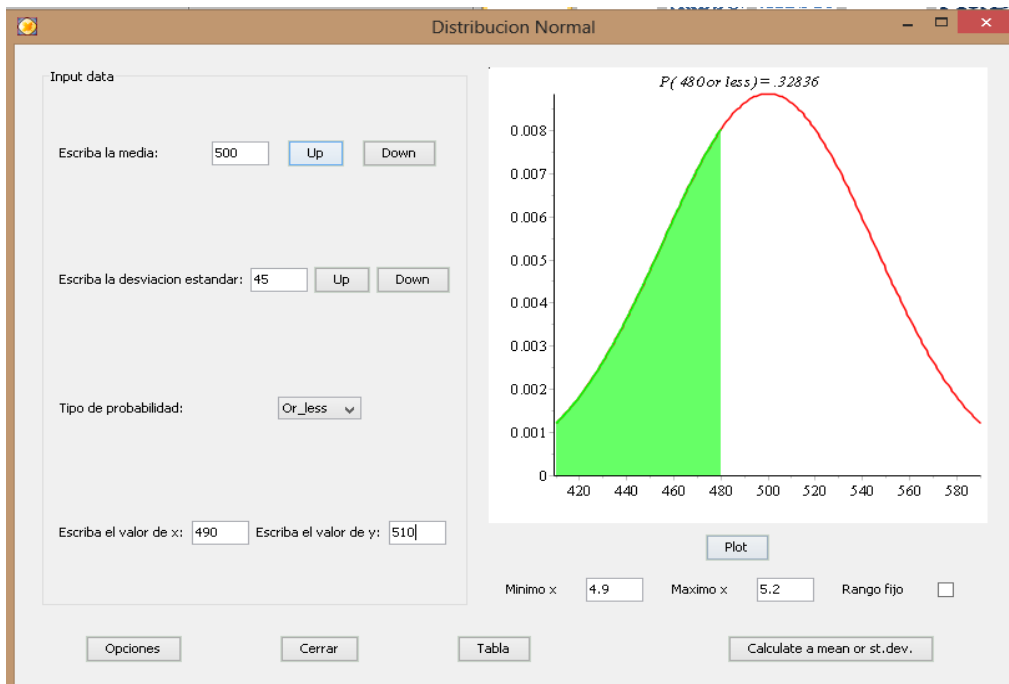 Distribucion Normal
Input data
Escriba la media: 500 Up Down
Escriba la desviacion estandar: 45 Up Down
Tipo de probabilidad: Or_less
Escriba el valor de x: 490 Escriba el valor de y: 510
P( 480 or less) = .32836
0.008
0.007
0.006
0.005
0.004
0.003
0.002
0.001
0
420 440 460 480 500 520 540 560 580
Plot
Minimo x 4.9 Maximo x 5.2 Rango fijo
Opciones Cerrar Tabla Calculate a mean or st.dev.